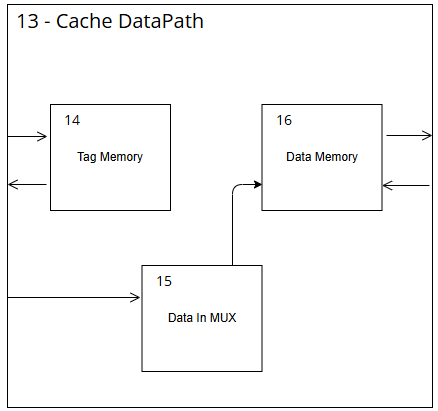 13 - Cache DataPath
14
Tag Memory
16
Data Memory
15
Data In MUX